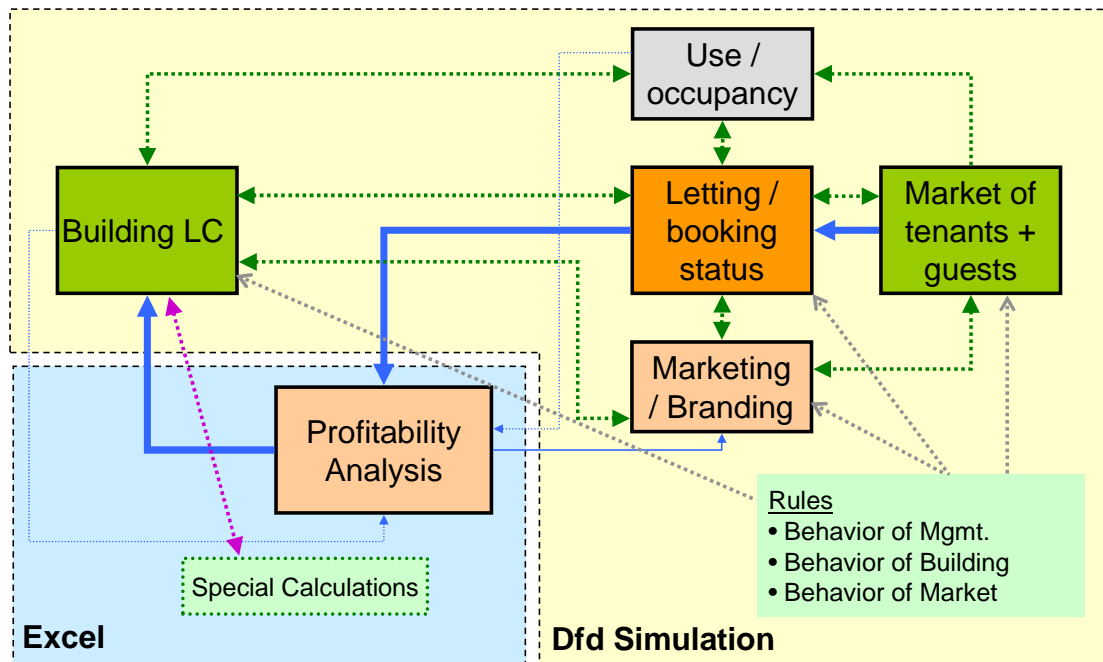 Use /
occupancy
Building LC
Letting /
booking
status
Market of
tenants +
guests
Marketing
/ Branding
Profitability
Analysis
Rules
• Behavior of Mgmt.
• Behavior of Building
• Behavior of Market
Special Calculations
Excel
Dfd Simulation